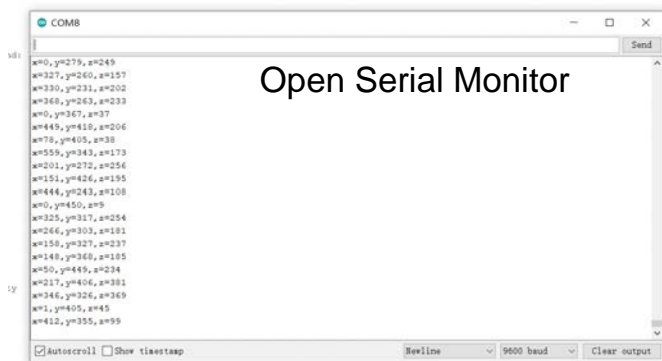 COM8
Send
Open Serial Monitor
x=0,y=279,z=249
x=327,y=260,z=157
x=330,y=231,z=202
x=368,y=263,z=233
x=0,y=367,z=37
x=449,y=418,z=206
x=78,y=405,z=38
x=559,y=343,z=173
x=201,y=272,z=256
x=151,y=426,z=195
x=444,y=243,z=108
x=0,y=450,z=9
x=325,y=317,z=254
x=266,y=303,z=181
x=158,y=327,z=237
x=148,y=368,z=185
x=50,y=449,z=234
x=217,y=406,z=381
x=346,y=326,z=369
x=1,y=405,z=45
x=412,y=355,z=99
Autoscroll Show timestamp Newline 9600 baud Clear output